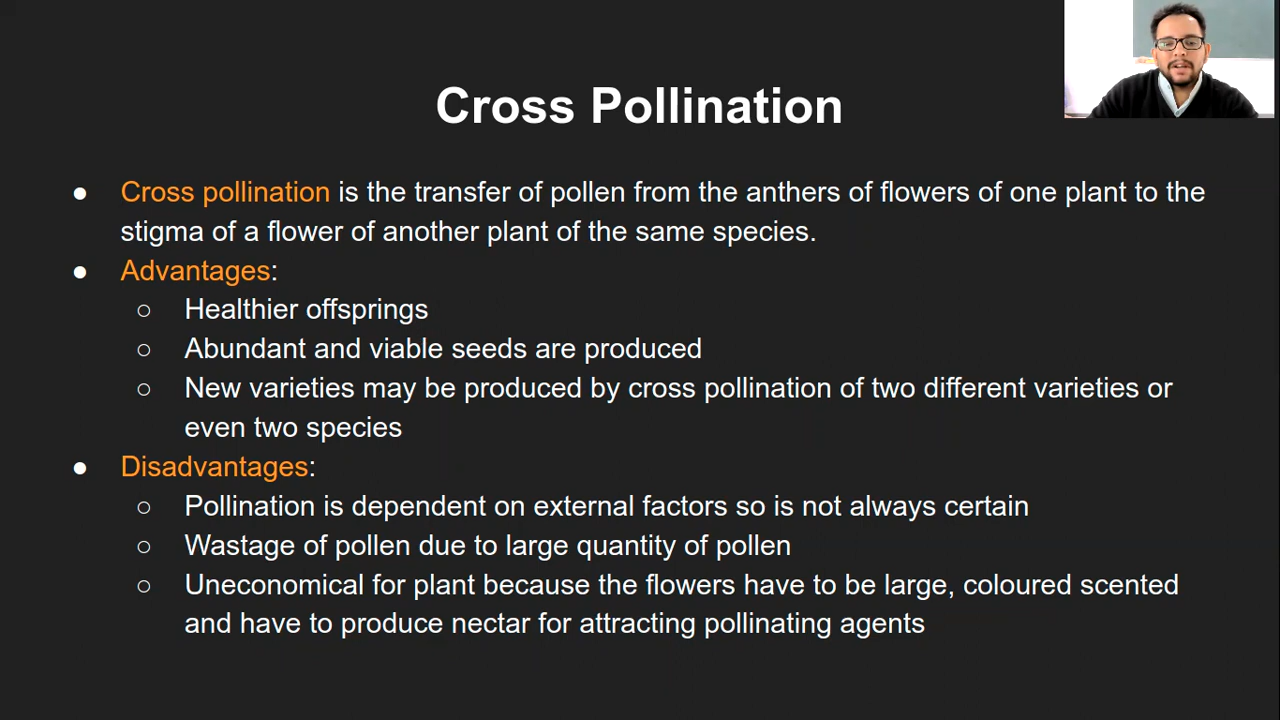 Cross Pollination
● Cross pollination is the transfer of pollen from the anthers of flowers of one plant to the
stigma of a flower of another plant of the same species.
● Advantages:
○ Healthier offsprings
○ Abundant and viable seeds are produced
○ New varieties may be produced by cross pollination of two different varieties or
even two species
● Disadvantages:
○ Pollination is dependent on external factors so is not always certain
○ Wastage of pollen due to large quantity of pollen
○ Uneconomical for plant because the flowers have to be large, coloured scented
and have to produce nectar for attracting pollinating agents